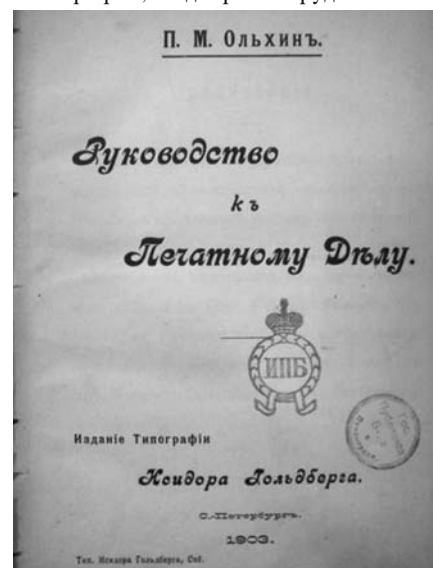 П. М. Ольхинъ.
Руководство
къ
Печатному Дѣлу.
ИПБ
Изданіе Типографіи
Исидора Гольдберга.
С.-Петербургъ.
1903.
Тип. Исидора Гольдберга, Спб.